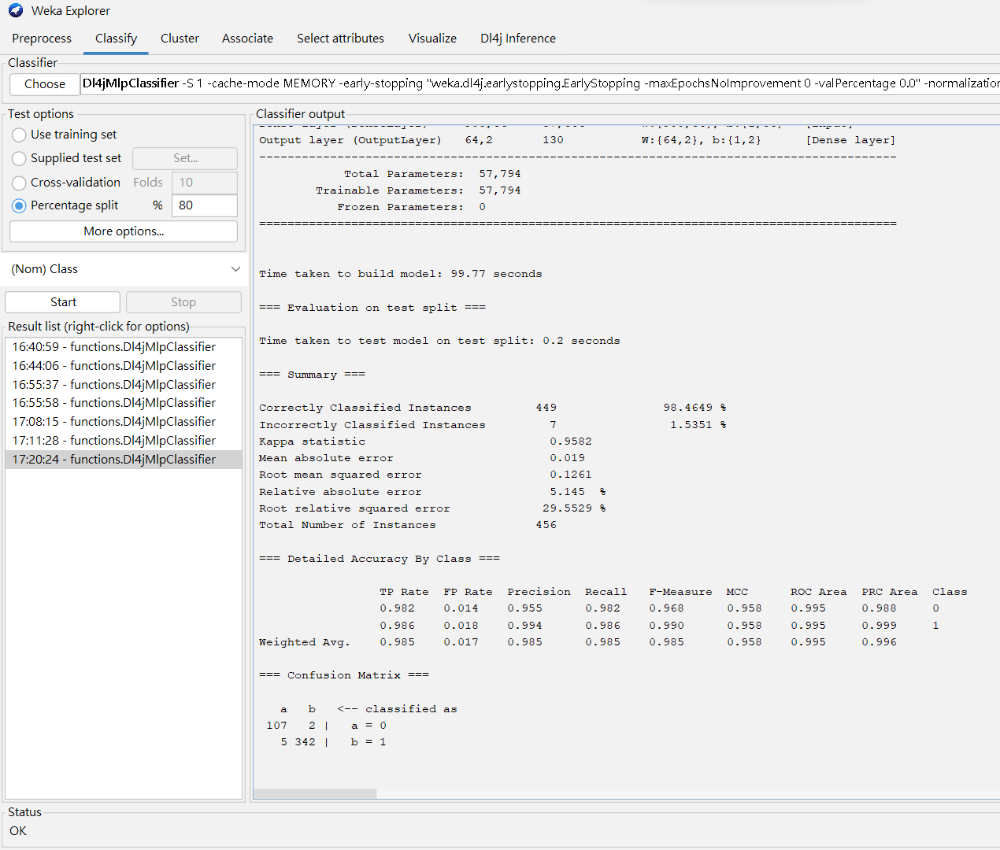 Weka Explorer
Preprocess Classify Cluster Associate Select attributes Visualize Dl4j Inference
Classifier
Choose Dl4jMlpClassifier -S 1 -cache-mode MEMORY -early-stopping "weka.dl4j.earlystopping.EarlyStopping -maxEpochsNoImprovement 0 -valPercentage 0.0" -normalization
Test options
Use training set
Supplied test set Set...
Cross-validation Folds 10
Percentage split % 80
More options...
(Nom) Class
Start Stop
Result list (right-click for options)
16:40:59 - functions.Dl4jMlpClassifier
16:44:06 - functions.Dl4jMlpClassifier
16:55:37 - functions.Dl4jMlpClassifier
16:55:58 - functions.Dl4jMlpClassifier
17:08:15 - functions.Dl4jMlpClassifier
17:11:28 - functions.Dl4jMlpClassifier
17:20:24 - functions.Dl4jMlpClassifier
Classifier output
Output layer (OutputLayer) 64,2 130 W:{64,2}, b:{1,2} [Dense layer]
-----------------------------------------------------------------------------------------
Total Parameters: 57,794
Trainable Parameters: 57,794
Frozen Parameters: 0
=========================================================================================
Time taken to build model: 99.77 seconds
=== Evaluation on test split ===
Time taken to test model on test split: 0.2 seconds
=== Summary ===
Correctly Classified Instances 449 98.4649 %
Incorrectly Classified Instances 7 1.5351 %
Kappa statistic 0.9582
Mean absolute error 0.019
Root mean squared error 0.1261
Relative absolute error 5.145 %
Root relative squared error 29.5529 %
Total Number of Instances 456
=== Detailed Accuracy By Class ===
TP Rate FP Rate Precision Recall F-Measure MCC ROC Area PRC Area Class
0.982 0.014 0.955 0.982 0.968 0.958 0.995 0.988 0
0.986 0.018 0.994 0.986 0.990 0.958 0.995 0.999 1
Weighted Avg. 0.985 0.017 0.985 0.985 0.985 0.958 0.995 0.996
=== Confusion Matrix ===
a b <-- classified as
107 2 | a = 0
5 342 | b = 1
Status
OK